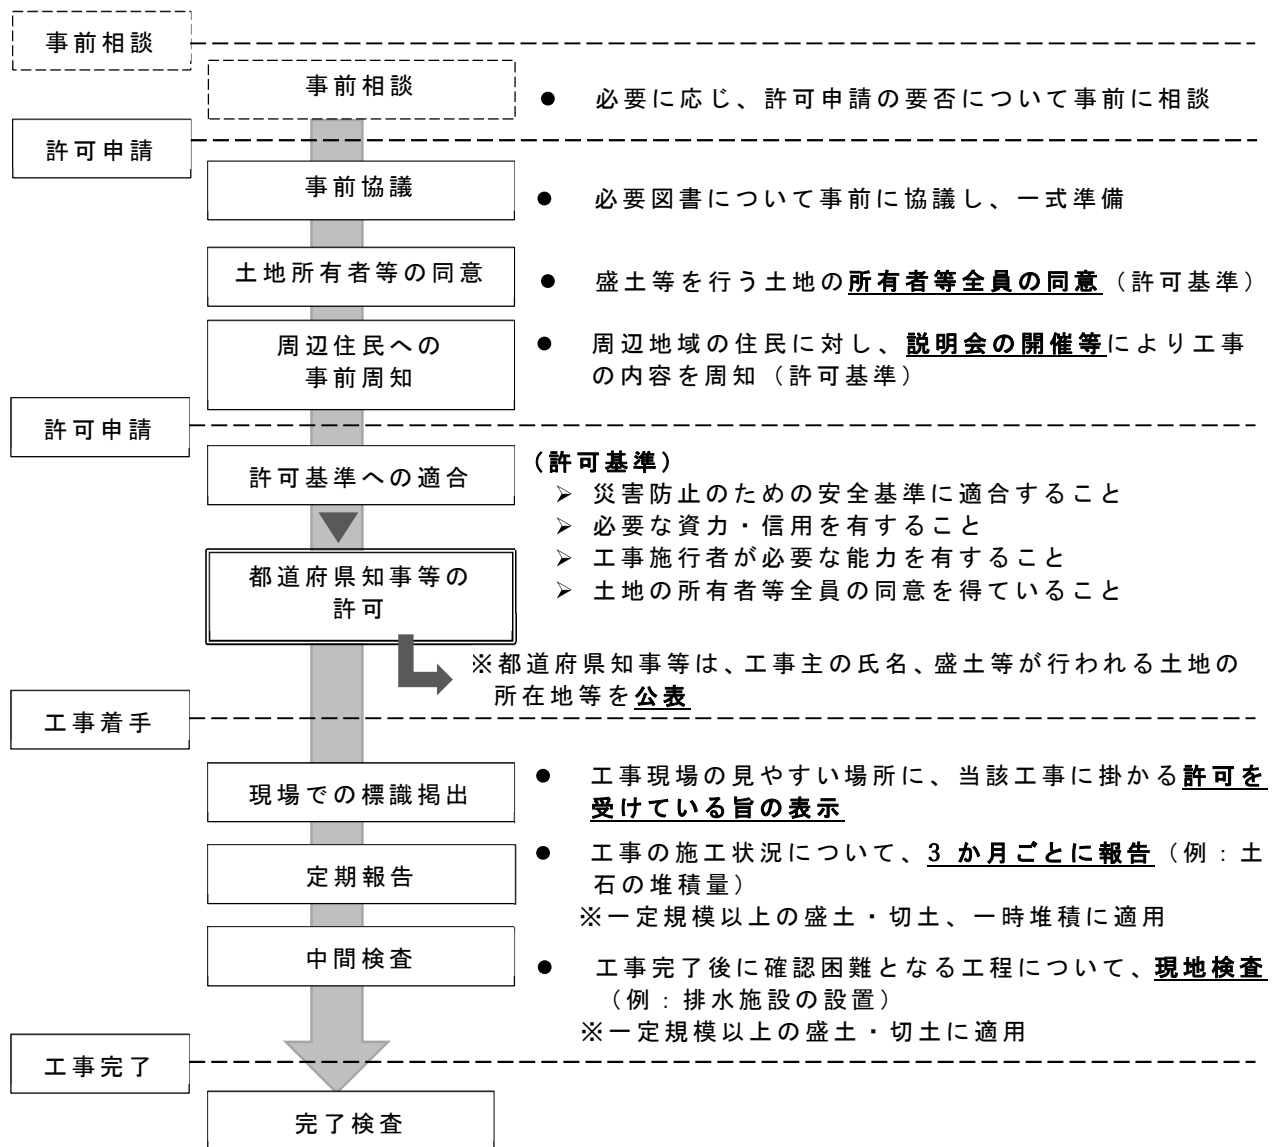 事前相談
事前相談
● 必要に応じ、許可申請の要否について事前に相談
許可申請
事前協議
● 必要図書について事前に協議し、一式準備
土地所有者等の同意
● 盛土等を行う土地の所有者等全員の同意（許可基準）
周辺住民への
事前周知
● 周辺地域の住民に対し、説明会の開催等により工事
の内容を周知（許可基準）
許可申請
許可基準への適合
（許可基準）
➢ 災害防止のための安全基準に適合すること
➢ 必要な資力・信用を有すること
➢ 工事施行者が必要な能力を有すること
➢ 土地の所有者等全員の同意を得ていること
都道府県知事等の
許可
※都道府県知事等は、工事主の氏名、盛土等が行われる土地の
所在地等を公表
工事着手
現場での標識掲出
● 工事現場の見やすい場所に、当該工事に掛かる許可を
受けている旨の表示
定期報告
● 工事の施工状況について、3 か月ごとに報告（例：土
石の堆積量）
※一定規模以上の盛土・切土、一時堆積に適用
中間検査
● 工事完了後に確認困難となる工程について、現地検査
（例：排水施設の設置）
※一定規模以上の盛土・切土に適用
工事完了
完了検査